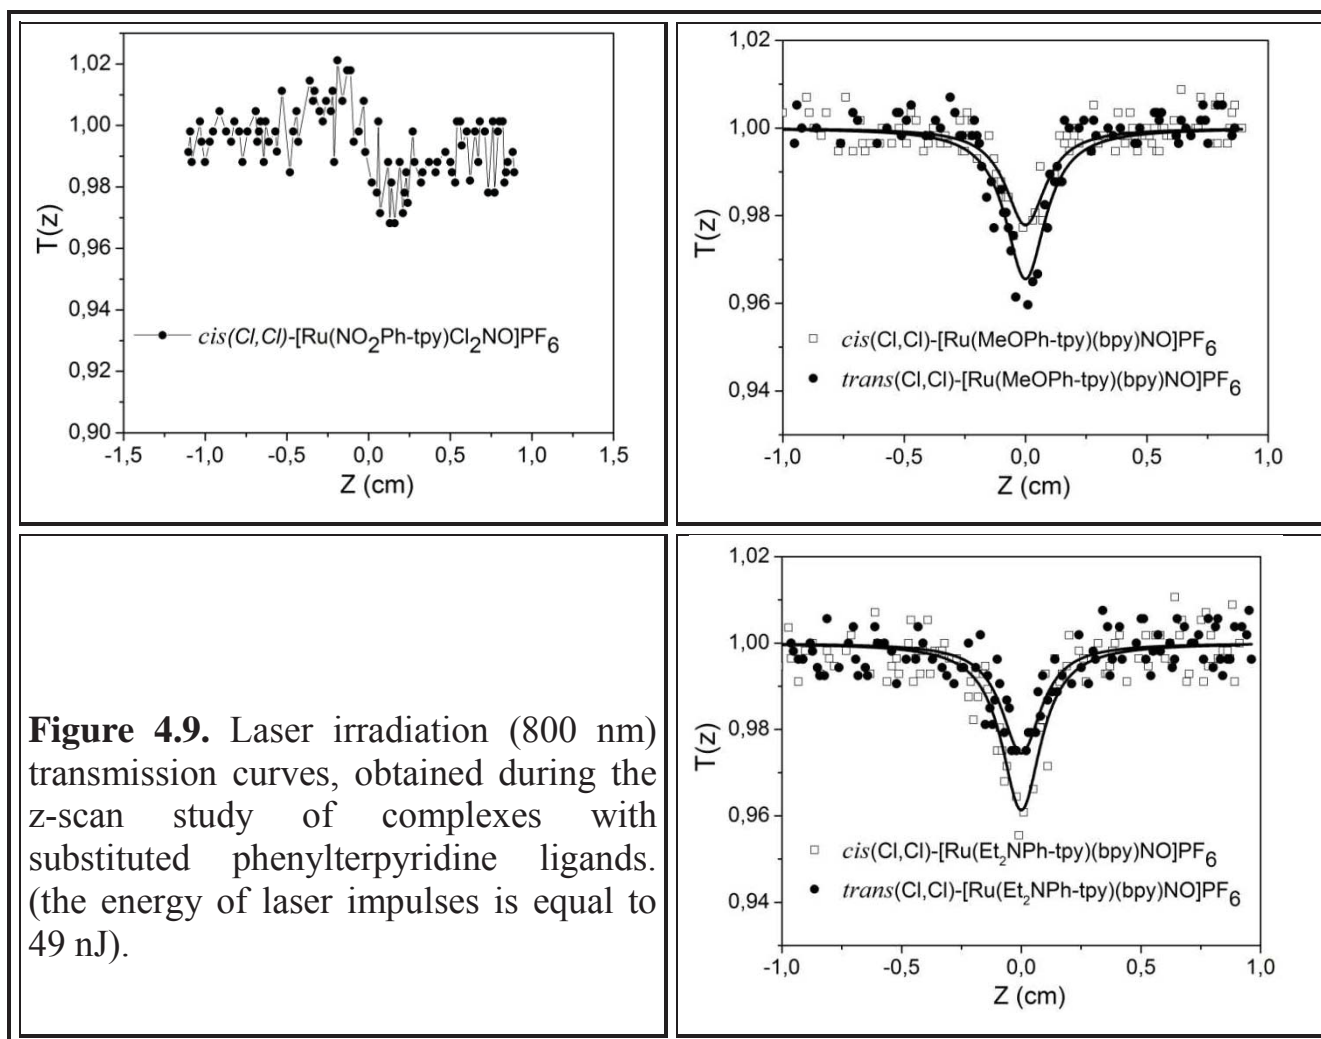 1,02
1,00
0,98
0,96
0,94
0,92
0,90
T(z)
cis(Cl,Cl)-[Ru(NO2Ph-tpy)Cl2NO]PF6
-1,5 -1,0 -0,5 0,0 0,5 1,0 1,5
Z (cm)
1,02
1,00
0,98
0,96
0,94
T(z)
cis(Cl,Cl)-[Ru(MeOPh-tpy)(bpy)NO]PF6
trans(Cl,Cl)-[Ru(MeOPh-tpy)(bpy)NO]PF6
-1,0 -0,5 0,0 0,5 1,0
Z (cm)
Figure 4.9. Laser irradiation (800 nm)
transmission curves, obtained during the
z-scan study of complexes with
substituted phenylterpyridine ligands.
(the energy of laser impulses is equal to
49 nJ).
1,02
1,00
0,98
0,96
0,94
T(z)
cis(Cl,Cl)-[Ru(Et2NPh-tpy)(bpy)NO]PF6
trans(Cl,Cl)-[Ru(Et2NPh-tpy)(bpy)NO]PF6
-1,0 -0,5 0,0 0,5 1,0
Z (cm)